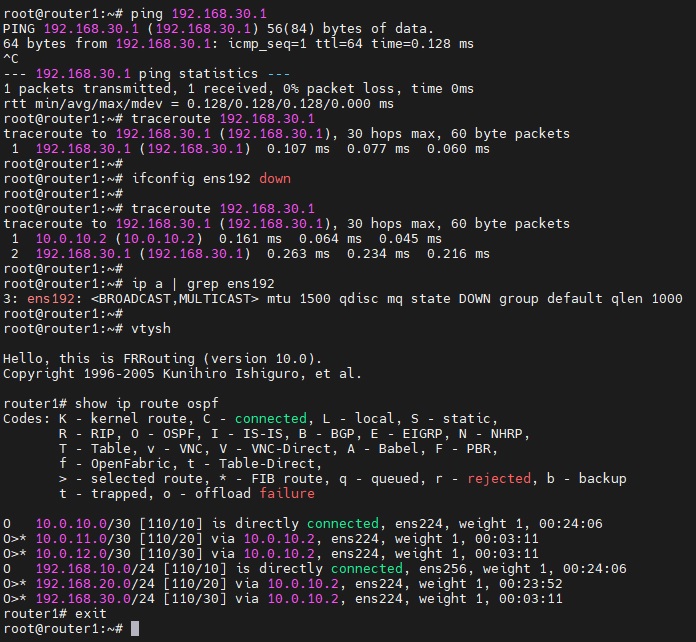 root@router1:~# ping 192.168.30.1
PING 192.168.30.1 (192.168.30.1) 56(84) bytes of data.
64 bytes from 192.168.30.1: icmp_seq=1 ttl=64 time=0.128 ms
^C
--- 192.168.30.1 ping statistics ---
1 packets transmitted, 1 received, 0% packet loss, time 0ms
rtt min/avg/max/mdev = 0.128/0.128/0.128/0.000 ms
root@router1:~# traceroute 192.168.30.1
traceroute to 192.168.30.1 (192.168.30.1), 30 hops max, 60 byte packets
 1  192.168.30.1 (192.168.30.1)  0.107 ms  0.077 ms  0.060 ms
root@router1:~#
root@router1:~# ifconfig ens192 down
root@router1:~#
root@router1:~# traceroute 192.168.30.1
traceroute to 192.168.30.1 (192.168.30.1), 30 hops max, 60 byte packets
 1  10.0.10.2 (10.0.10.2)  0.161 ms  0.064 ms  0.045 ms
 2  192.168.30.1 (192.168.30.1)  0.263 ms  0.234 ms  0.216 ms
root@router1:~#
root@router1:~# ip a | grep ens192
3: ens192: <BROADCAST,MULTICAST> mtu 1500 qdisc mq state DOWN group default qlen 1000
root@router1:~#
root@router1:~# vtysh

Hello, this is FRRouting (version 10.0).
Copyright 1996-2005 Kunihiro Ishiguro, et al.

router1# show ip route ospf
Codes: K - kernel route, C - connected, L - local, S - static,
       R - RIP, O - OSPF, I - IS-IS, B - BGP, E - EIGRP, N - NHRP,
       T - Table, v - VNC, V - VNC-Direct, A - Babel, F - PBR,
       f - OpenFabric, t - Table-Direct,
       > - selected route, * - FIB route, q - queued, r - rejected, b - backup
       t - trapped, o - offload failure

O   10.0.10.0/30 [110/10] is directly connected, ens224, weight 1, 00:24:06
O>* 10.0.11.0/30 [110/20] via 10.0.10.2, ens224, weight 1, 00:03:11
O>* 10.0.12.0/30 [110/30] via 10.0.10.2, ens224, weight 1, 00:03:11
O   192.168.10.0/24 [110/10] is directly connected, ens256, weight 1, 00:24:06
O>* 192.168.20.0/24 [110/20] via 10.0.10.2, ens224, weight 1, 00:23:52
O>* 192.168.30.0/24 [110/30] via 10.0.10.2, ens224, weight 1, 00:03:11
router1# exit
root@router1:~#